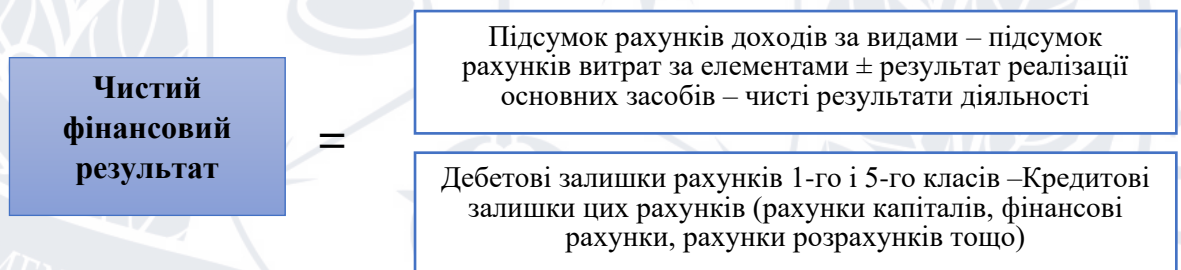 Чистий
фінансовий
результат
=
Підсумок рахунків доходів за видами – підсумок
рахунків витрат за елементами ± результат реалізації
основних засобів – чисті результати діяльності
Дебетові залишки рахунків 1-го і 5-го класів –Кредитові
залишки цих рахунків (рахунки капіталів, фінансові
рахунки, рахунки розрахунків тощо)